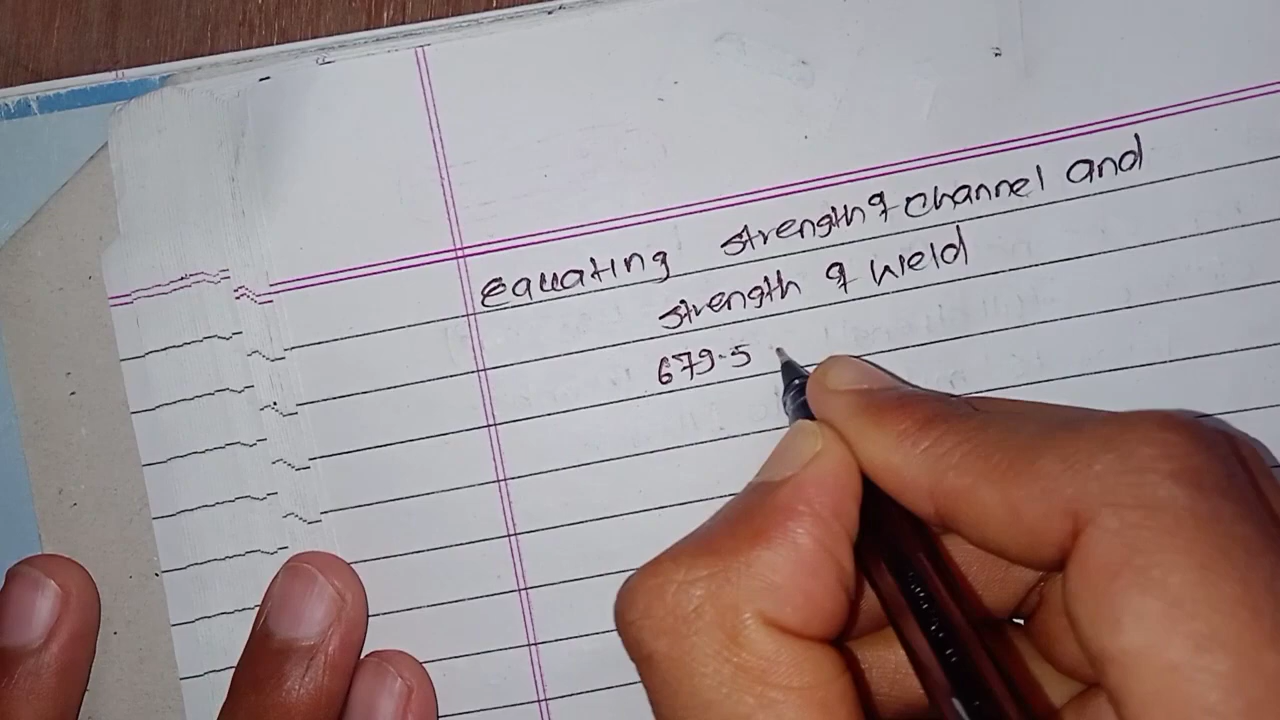 equating strength of channel and
strength of weld
679.5